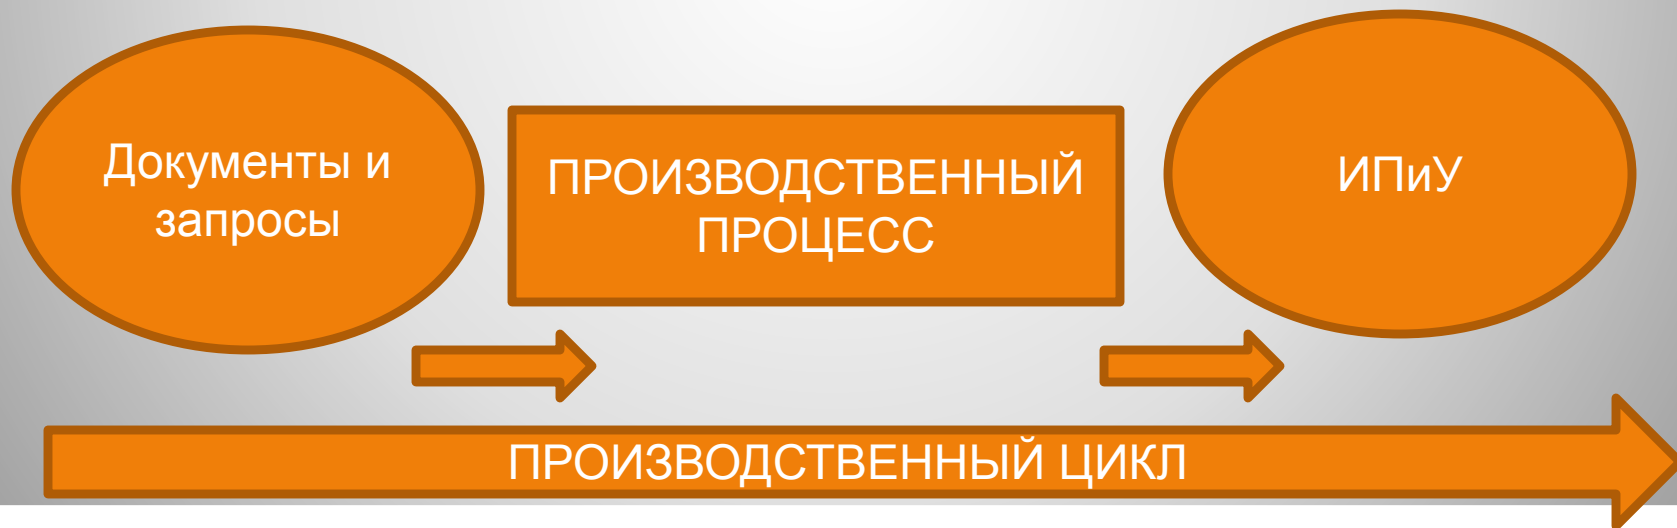 Документы и
запросы
ПРОИЗВОДСТВЕННЫЙ
ПРОЦЕСС
ИПиУ
ПРОИЗВОДСТВЕННЫЙ ЦИКЛ